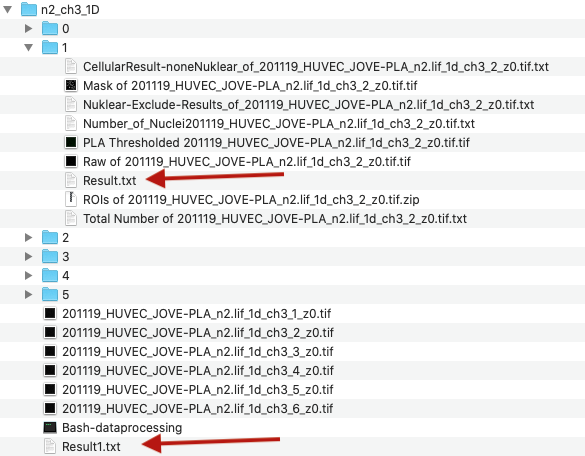 n2_ch3_1D
0
1
CellularResult-noneNuklear_of_201119_HUVEC_JOVE-PLA_n2.lif_1d_ch3_2_z0.tif.txt
Mask of 201119_HUVEC_JOVE-PLA_n2.lif_1d_ch3_2_z0.tif.tif
Nuklear-Exclude-Results_of_201119_HUVEC_JOVE-PLA_n2.lif_1d_ch3_2_z0.tif.txt
Number_of_Nuclei201119_HUVEC_JOVE-PLA_n2.lif_1d_ch3_2_z0.tif.txt
PLA Thresholded 201119_HUVEC_JOVE-PLA_n2.lif_1d_ch3_2_z0.tif.tif
Raw of 201119_HUVEC_JOVE-PLA_n2.lif_1d_ch3_2_z0.tif.tif
Result.txt
ROIs of 201119_HUVEC_JOVE-PLA_n2.lif_1d_ch3_2_z0.tif.zip
Total Number of 201119_HUVEC_JOVE-PLA_n2.lif_1d_ch3_2_z0.tif.txt
2
3
4
5
201119_HUVEC_JOVE-PLA_n2.lif_1d_ch3_1_z0.tif
201119_HUVEC_JOVE-PLA_n2.lif_1d_ch3_2_z0.tif
201119_HUVEC_JOVE-PLA_n2.lif_1d_ch3_3_z0.tif
201119_HUVEC_JOVE-PLA_n2.lif_1d_ch3_4_z0.tif
201119_HUVEC_JOVE-PLA_n2.lif_1d_ch3_5_z0.tif
201119_HUVEC_JOVE-PLA_n2.lif_1d_ch3_6_z0.tif
Bash-dataprocessing
Result1.txt